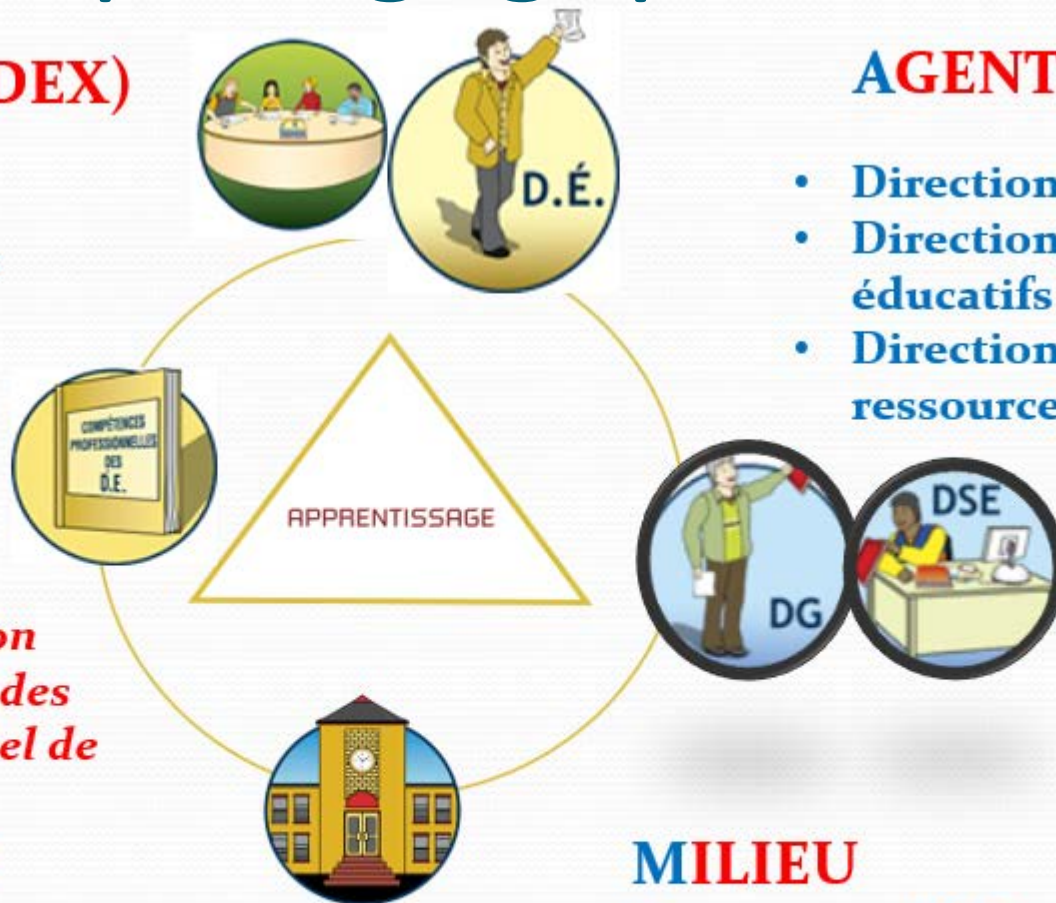 DEX)
D.É.
AGENT
• Direction
• Direction
éducatifs
• Direction
ressource
COMPÉTENCES
PROFESSIONNELLES
DES
D.E.
APPRENTISSAGE
DSE
DG
on
des
el de
MILIEU